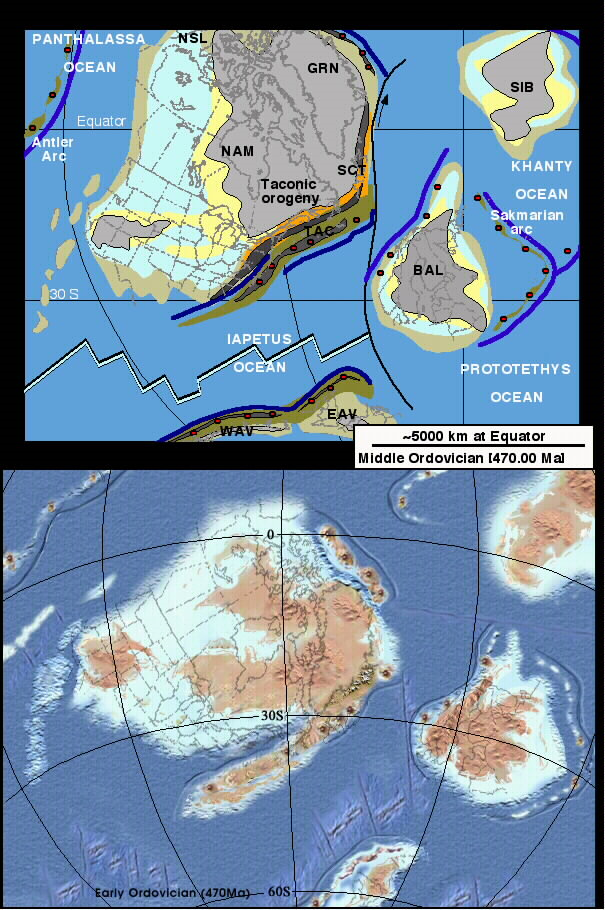 PANTHALASSA
OCEAN
NSL
GRN
SIB
Equator
Antler
Arc
NAM
SCT
KHANTY
OCEAN
Taconic
orogeny
Sakmarian
arc
TAC
BAL
30 S
IAPETUS
OCEAN
PROTOTETHYS
OCEAN
EAV
WAV
~5000 km at Equator
Middle Ordovician [470.00 Ma]
0
30S
Early Ordovician (470Ma)
60S